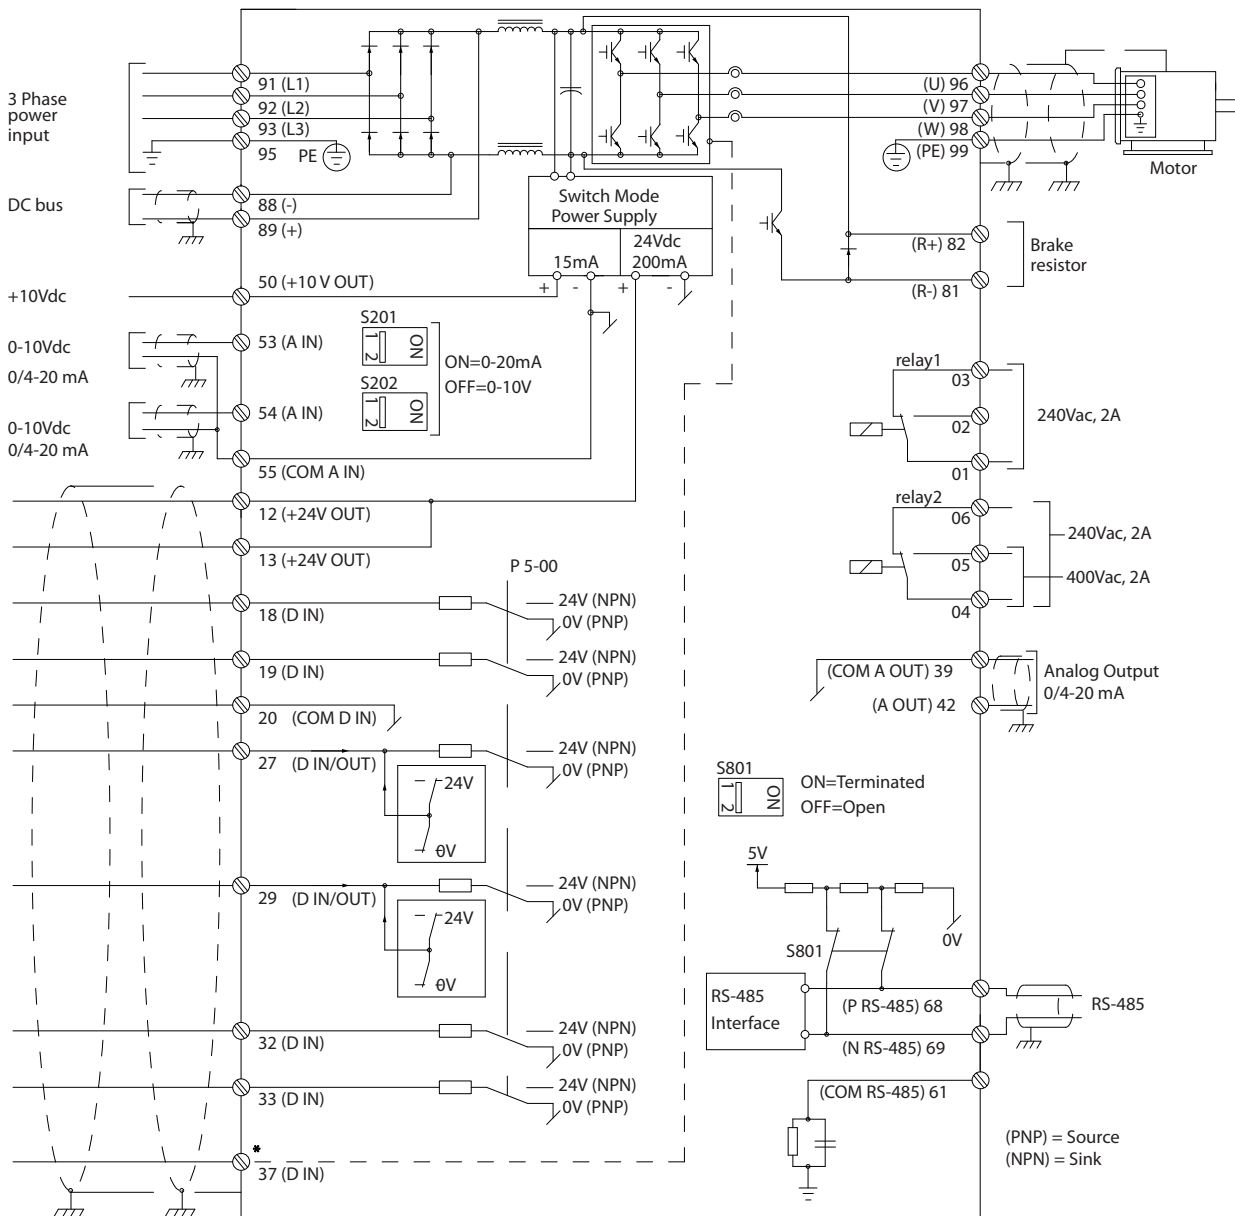 3 Phase
power
input
91 (L1)
92 (L2)
93 (L3)
95 PE
DC bus
88 (-)
89 (+)
+10Vdc
50 (+10 V OUT)
0-10Vdc
0/4-20 mA
53 (A IN)
0-10Vdc
0/4-20 mA
54 (A IN)
55 (COM A IN)
12 (+24V OUT)
13 (+24V OUT)
18 (D IN)
19 (D IN)
20 (COM D IN)
27 (D IN/OUT)
29 (D IN/OUT)
32 (D IN)
33 (D IN)
*
37 (D IN)
S201
1 2 ON
S202
1 2 ON
ON=0-20mA
OFF=0-10V
Switch Mode
Power Supply
15mA
24Vdc
200mA
+ - + -
P 5-00
24V (NPN)
0V (PNP)
24V (NPN)
0V (PNP)
24V (NPN)
0V (PNP)
24V
0V
24V (NPN)
0V (PNP)
24V
0V
24V (NPN)
0V (PNP)
24V (NPN)
0V (PNP)
(U) 96
(V) 97
(W) 98
(PE) 99
Motor
(R+) 82
(R-) 81
Brake
resistor
relay1
03
02
01
240Vac, 2A
relay2
06
05
04
240Vac, 2A
400Vac, 2A
(COM A OUT) 39
(A OUT) 42
Analog Output
0/4-20 mA
S801
1 2 ON
ON=Terminated
OFF=Open
5V
0V
S801
RS-485
Interface
(P RS-485) 68
(N RS-485) 69
(COM RS-485) 61
RS-485
(PNP) = Source
(NPN) = Sink